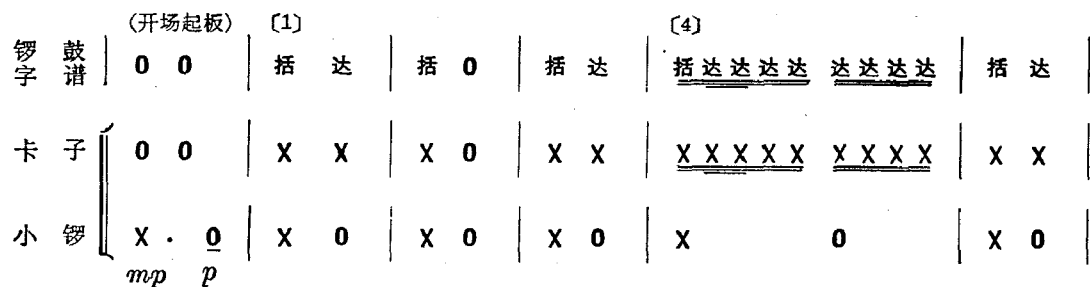 (开场起板) 〔1〕 〔4〕
锣鼓字谱 | 0 0 | 括 达 | 括 0 | 括 达 | 括达达达达 达达达达 | 括 达 |
卡子 0 0 | X X | X 0 | X X | XXXXX XXXX | X X |
小锣 X · 0 | X 0 | X 0 | X 0 | X 0 | X 0 |
mp p